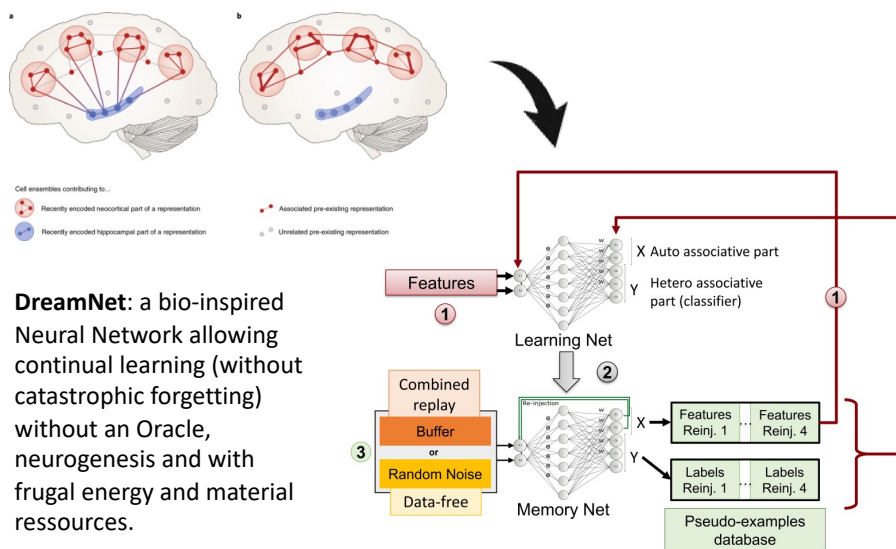 a
b
Cell ensembles contributing to...
Recently encoded neocortical part of a representation
Associated pre-existing representation
Recently encoded hippocampal part of a representation
Unrelated pre-existing representation
DreamNet: a bio-inspired
Neural Network allowing
continual learning (without
catastrophic forgetting)
without an Oracle,
neurogenesis and with
frugal energy and material
ressources.
Features
1
X Auto associative part
Y Hetero associative
part (classifier)
1
Learning Net
2
Combined
replay
Buffer
or
Random Noise
Data-free
3
Re-injection
X
Y
Memory Net
Features
Reinj. 1
...
Features
Reinj. 4
Labels
Reinj. 1
...
Labels
Reinj. 4
Pseudo-examples
database